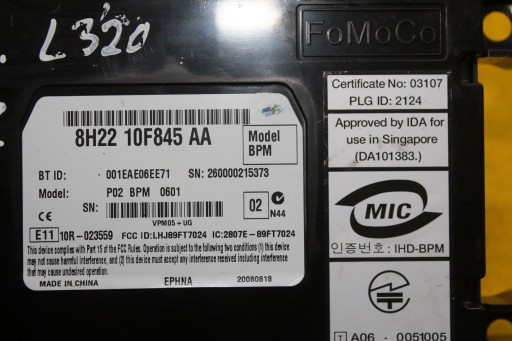 L320
FoMoCo
8H22 10F845 AA
Model
BPM
BT ID: 001EAE06EE71 SN: 260000215373
Model: P02 BPM 0601
02
N44
CE
VPM05+UG
E11 10R-023559 FCC ID:LHJ89FT7024 IC:2807E-89FT7024
This device complies with Part 15 of the FCC Rules. Operation is subject to the following two conditions: (1) this device
may not cause harmful interference, and (2) this device must accept any interference received including interference
that may cause undesired operation.
MADE IN CHINA EPHNA 20080818
Certificate No: 03107
PLG ID: 2124
Approved by IDA for
use in Singapore
(DA101383.)
MIC
인증번호: IHD-BPM
T A06 - 0051005